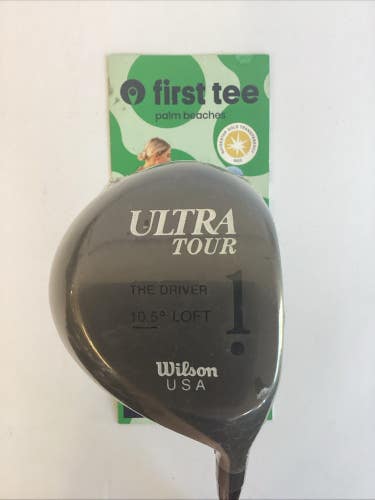 first tee
palm beaches
ULTRA
TOUR
THE DRIVER
10.5° LOFT
1
Wilson
USA